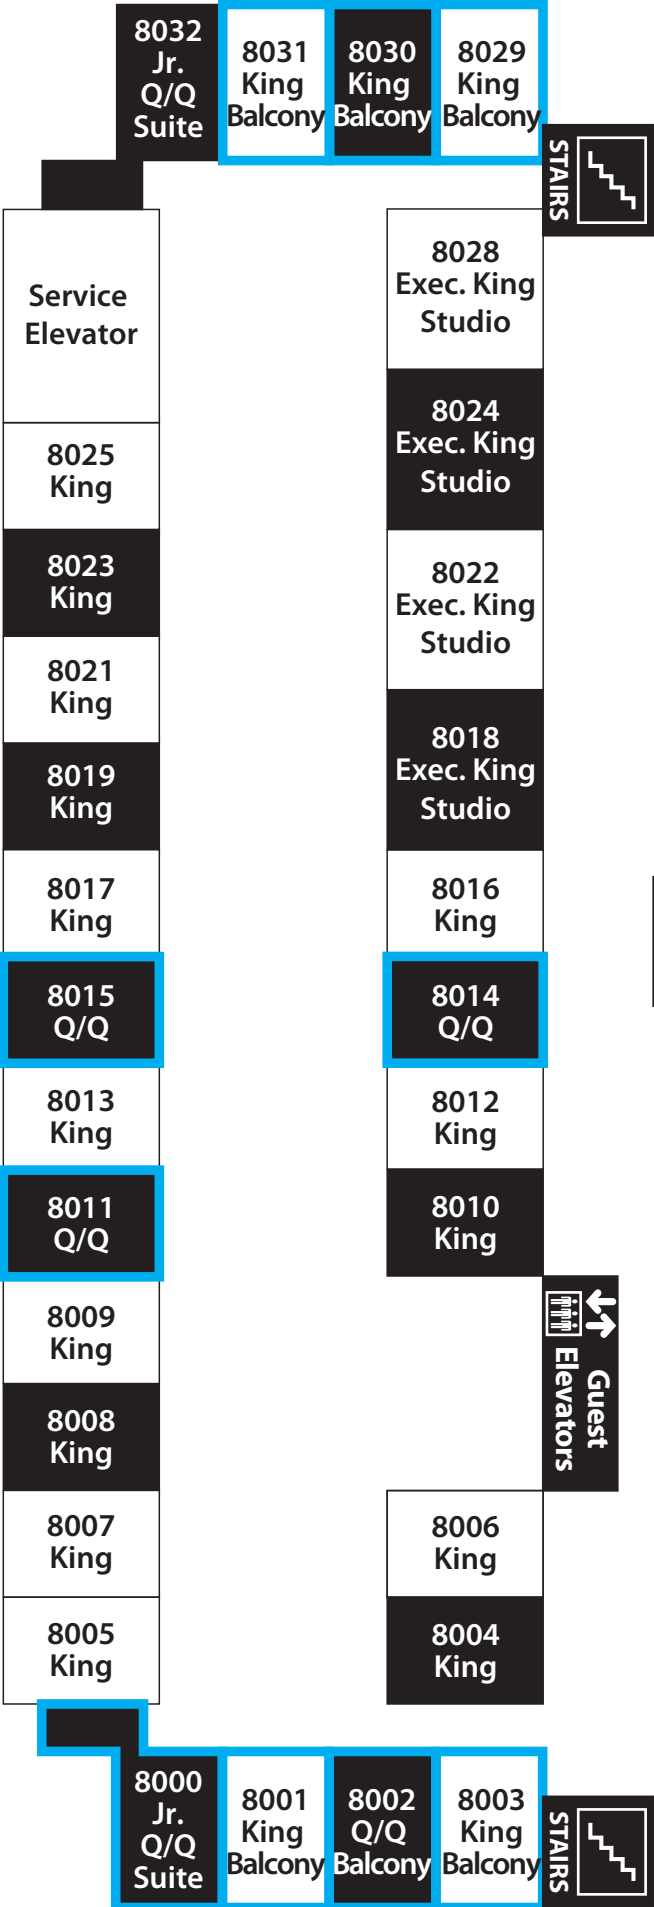 8032
Jr.
Q/Q
Suite
8031
King
Balcony
8030
King
Balcony
8029
King
Balcony
STAIRS
Service
Elevator
8028
Exec. King
Studio
8024
Exec. King
Studio
8025
King
8023
King
8022
Exec. King
Studio
8021
King
8019
King
8018
Exec. King
Studio
8017
King
8016
King
8015
Q/Q
8014
Q/Q
8013
King
8012
King
8011
Q/Q
8010
King
8009
King
Guest
Elevators
8008
King
8007
King
8006
King
8005
King
8004
King
8000
Jr.
Q/Q
Suite
8001
King
Balcony
8002
Q/Q
Balcony
8003
King
Balcony
STAIRS